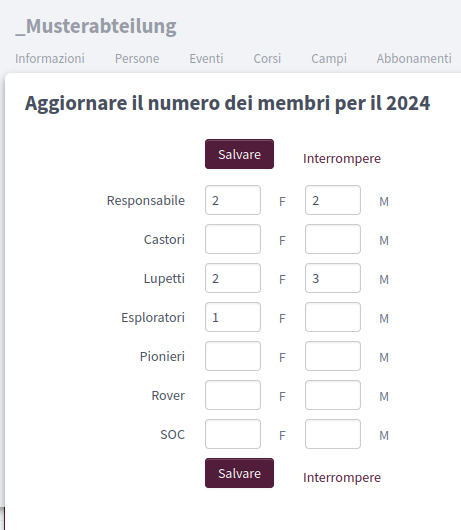 _Musterabteilung
Informazioni Persone Eventi Corsi Campi Abbonamenti
Aggiornare il numero dei membri per il 2024
Salvare Interrompere
Responsabile 2 F 2 M
Castori F M
Lupetti 2 F 3 M
Esploratori 1 F M
Pionieri F M
Rover F M
SOC F M
Salvare Interrompere